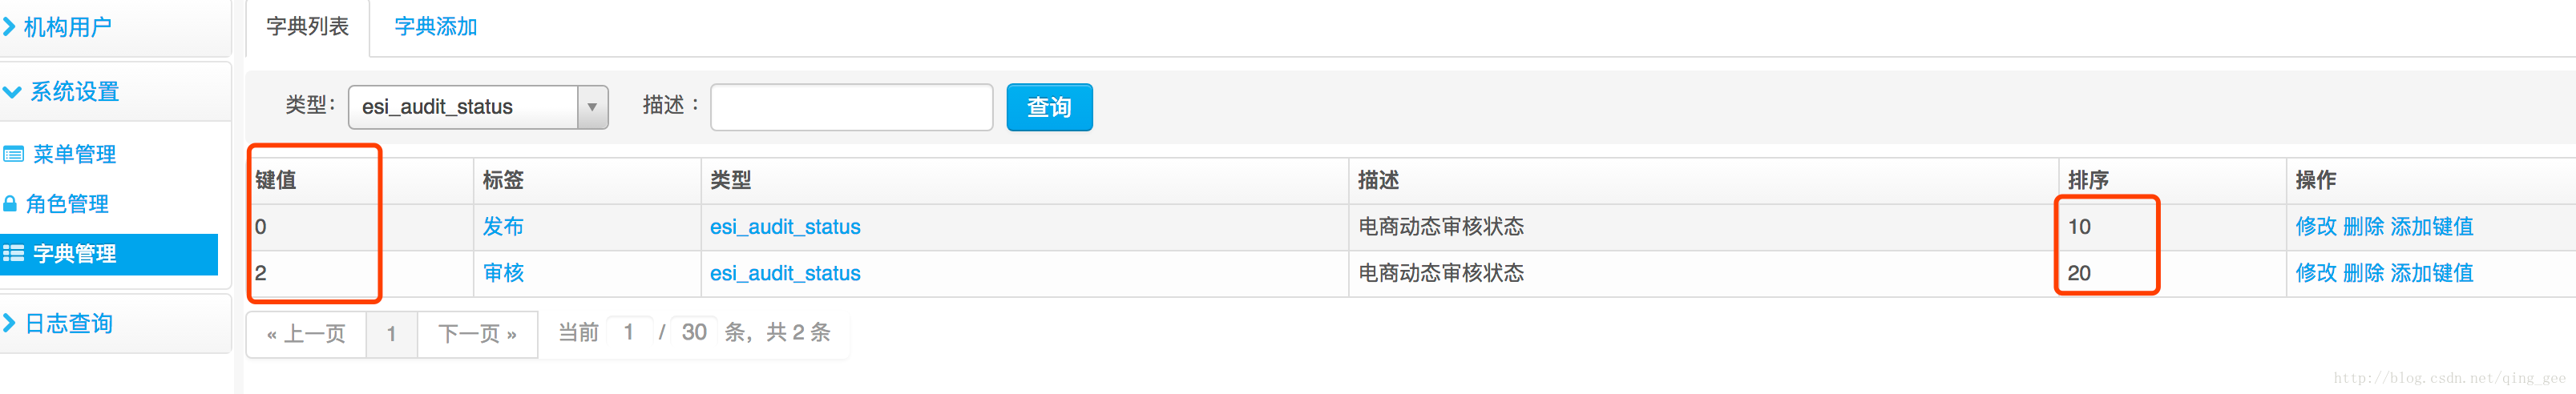 机构用户
系统设置
菜单管理
角色管理
字典管理
日志查询
字典列表 字典添加
类型： esi_audit_status 描述 ： 查询
键值 标签 类型 描述 排序 操作
0 发布 esi_audit_status 电商动态审核状态 10 修改 删除 添加键值
2 审核 esi_audit_status 电商动态审核状态 20 修改 删除 添加键值
« 上一页 1 下一页 » 当前 1 / 30 条，共 2 条
http://blog.csdn.net/qing_gee